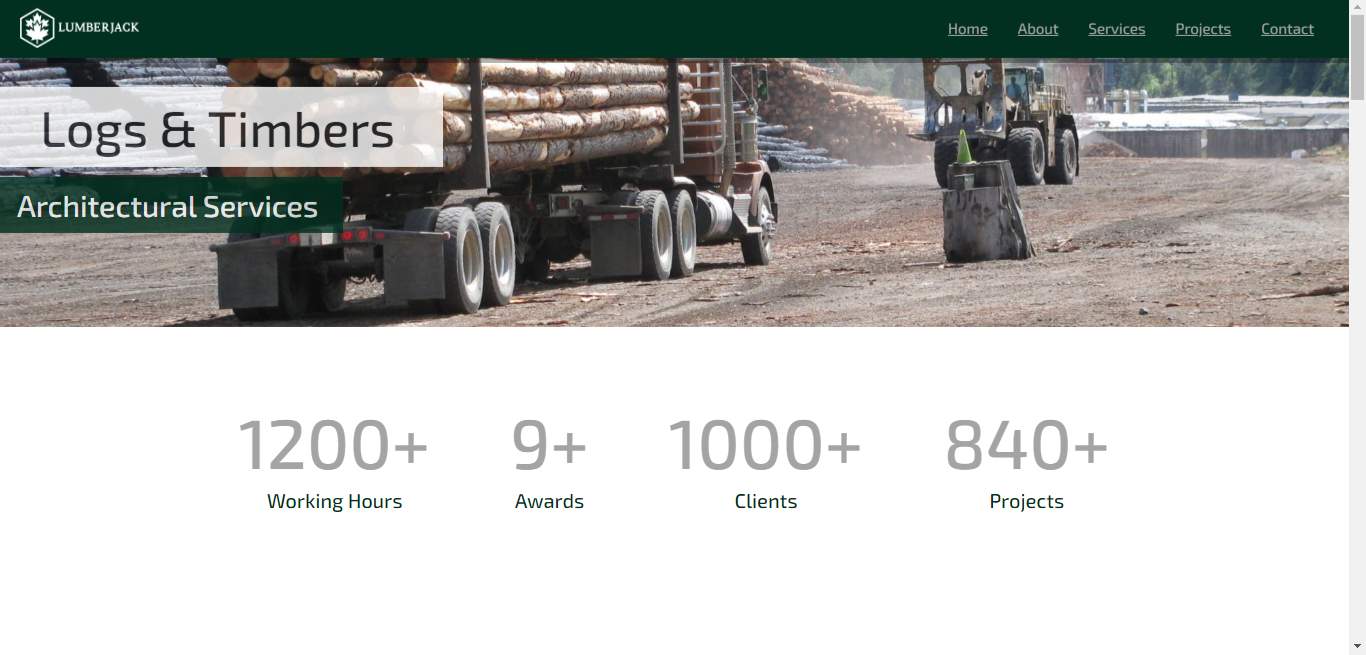 LUMBERJACK
Home About Services Projects Contact
Logs & Timbers
Architectural Services
1200+ 9+ 1000+ 840+
Working Hours Awards Clients Projects